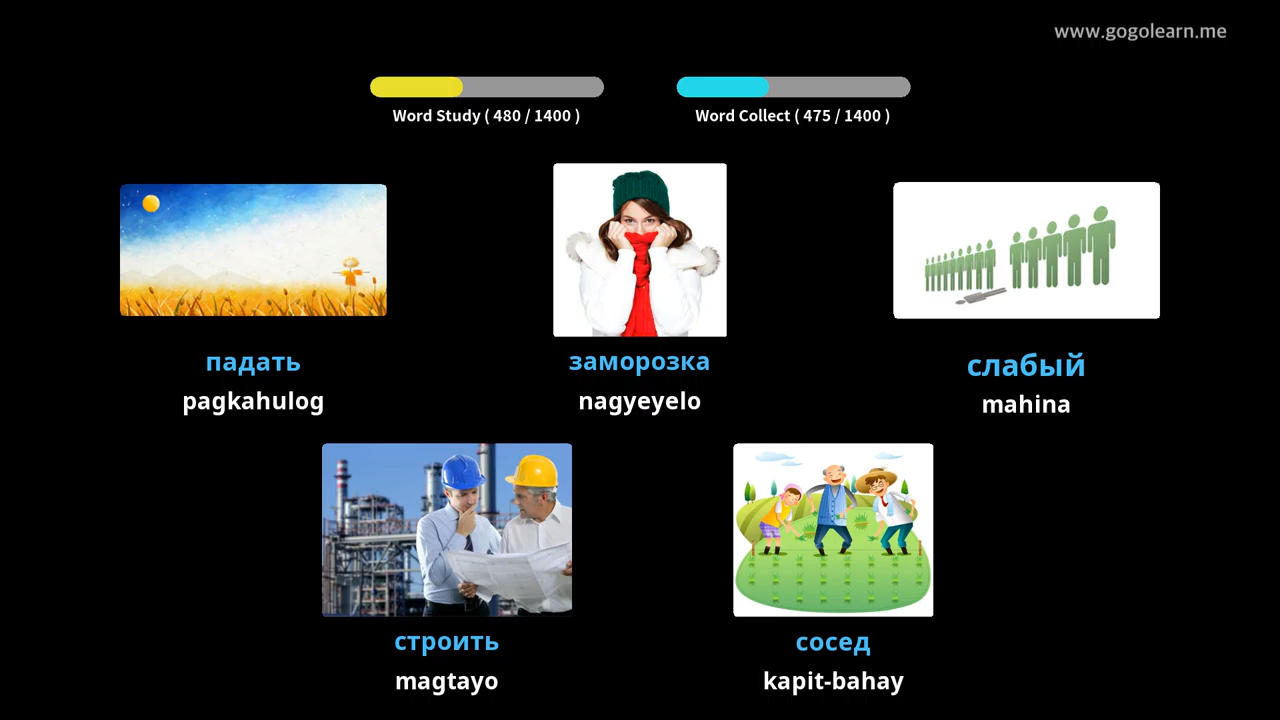 www.gogolearn.me
Word Study ( 480 / 1400 )
Word Collect ( 475 / 1400 )
падать
pagkahulog
заморозка
nagyeyelo
слабый
mahina
строить
magtayo
сосед
kapit-bahay